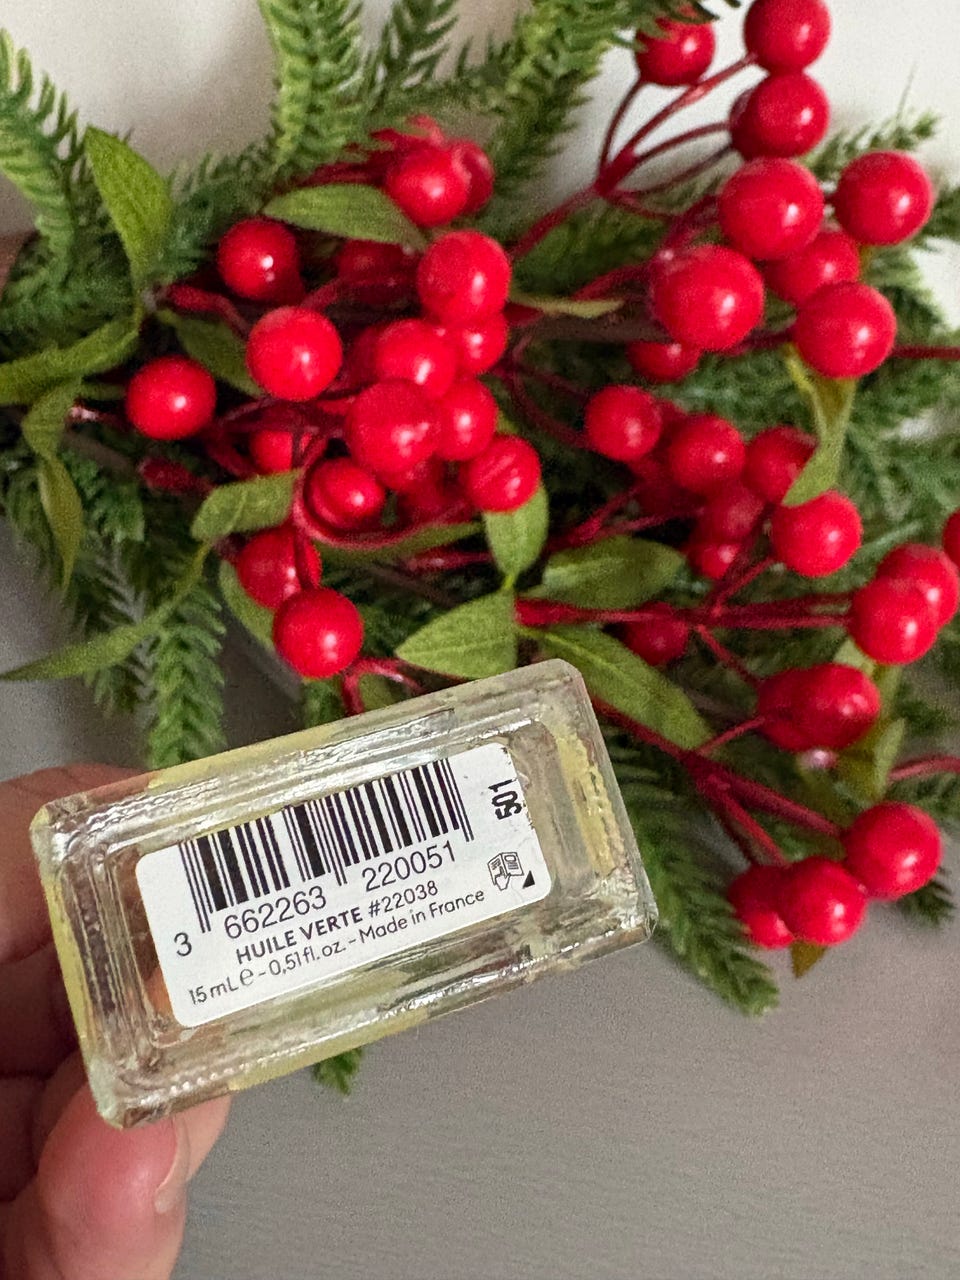 501
3 662263 220051
HUILE VERTE #22038
15 mL ℮ - 0,51 fl. oz. - Made in France